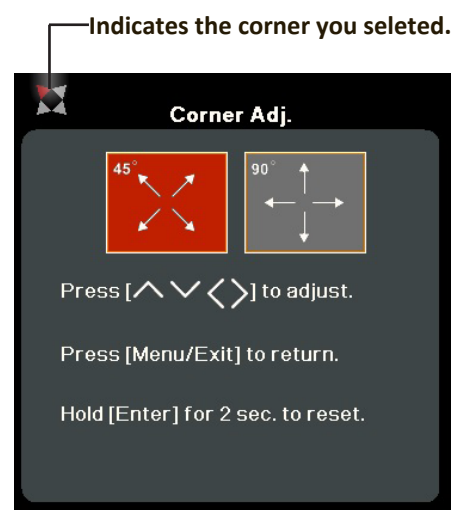 Indicates the corner you seleted.
Corner Adj.
45° 90°
Press [︿﹀〈〉] to adjust.
Press [Menu/Exit] to return.
Hold [Enter] for 2 sec. to reset.